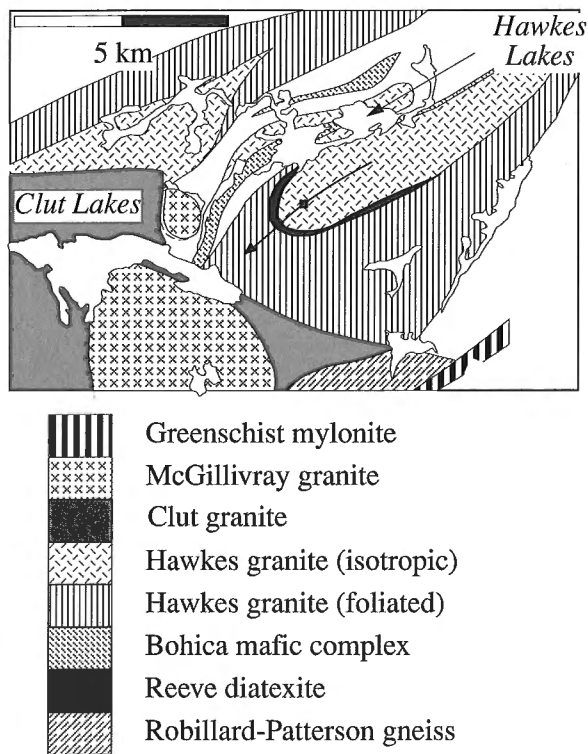 Hawkes
Lakes
5 km
Clut Lakes
Greenschist mylonite
McGillivray granite
Clut granite
Hawkes granite (isotropic)
Hawkes granite (foliated)
Bohica mafic complex
Reeve diatexite
Robillard-Patterson gneiss